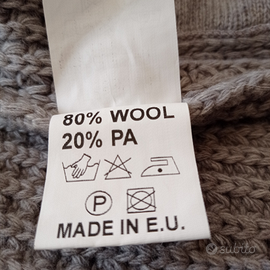 80% WOOL
20% PA
P
MADE IN E.U.
subito